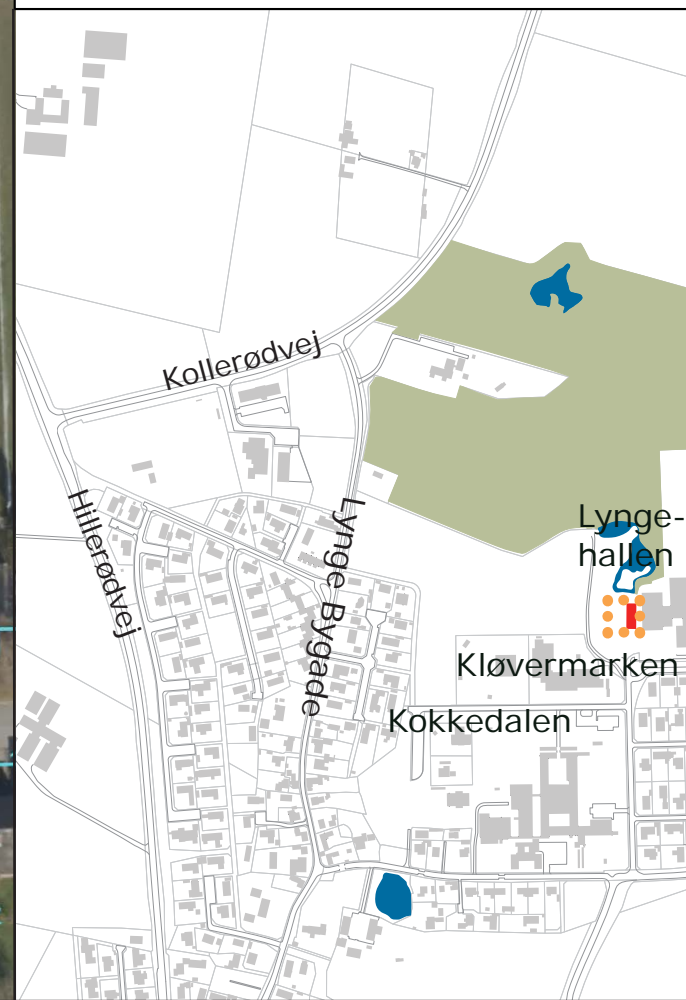 Kollerødvej
Hillerødvej
Lynge Bygade
Lynge-
hallen
Kløvermarken
Kokkedalen